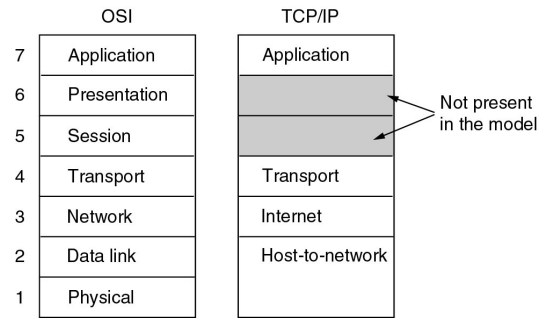 OSI TCP/IP
7 Application Application
6 Presentation
Not present
in the model
5 Session
4 Transport Transport
3 Network Internet
2 Data link Host-to-network
1 Physical